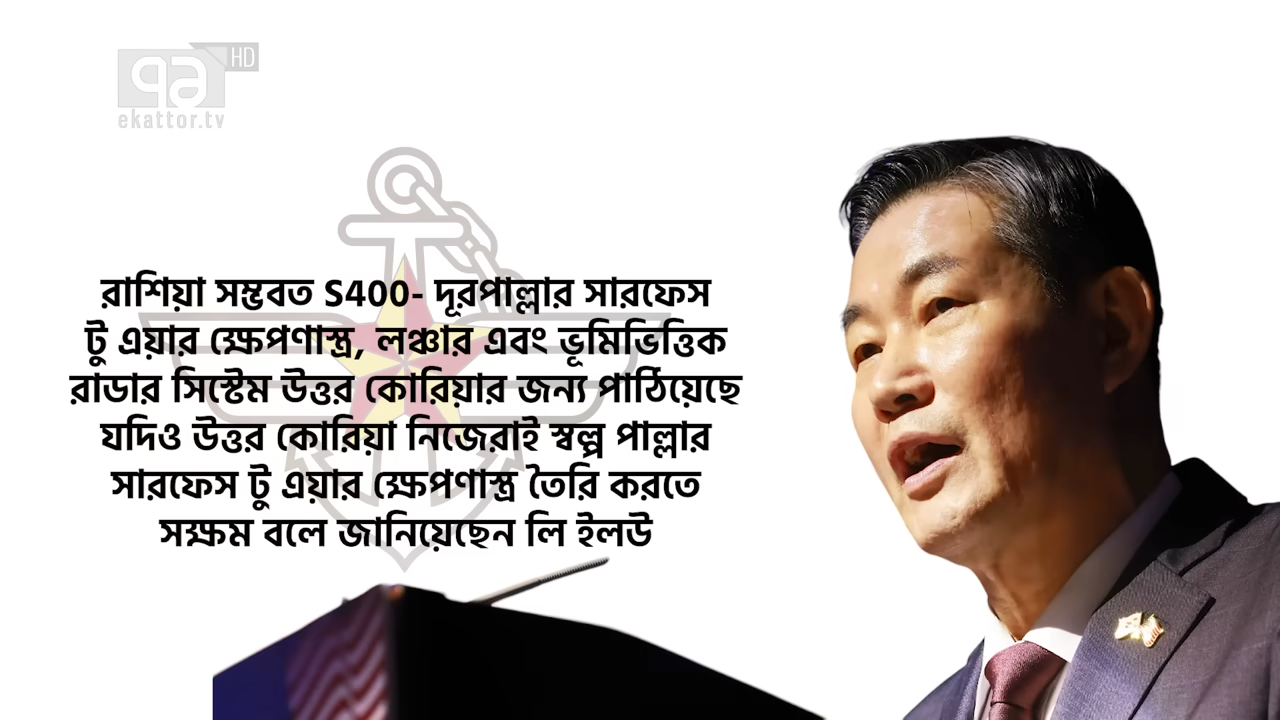 HD
ekattor.tv
রাশিয়া সম্ভবত S400- দূরপাল্লার সারফেস
টু এয়ার ক্ষেপণাস্ত্র, লঞ্চার এবং ভূমিভিত্তিক
রাডার সিস্টেম উত্তর কোরিয়ার জন্য পাঠিয়েছে
যদিও উত্তর কোরিয়া নিজেরাই স্বল্প পাল্লার
সারফেস টু এয়ার ক্ষেপণাস্ত্র তৈরি করতে
সক্ষম বলে জানিয়েছেন লি ইলউ